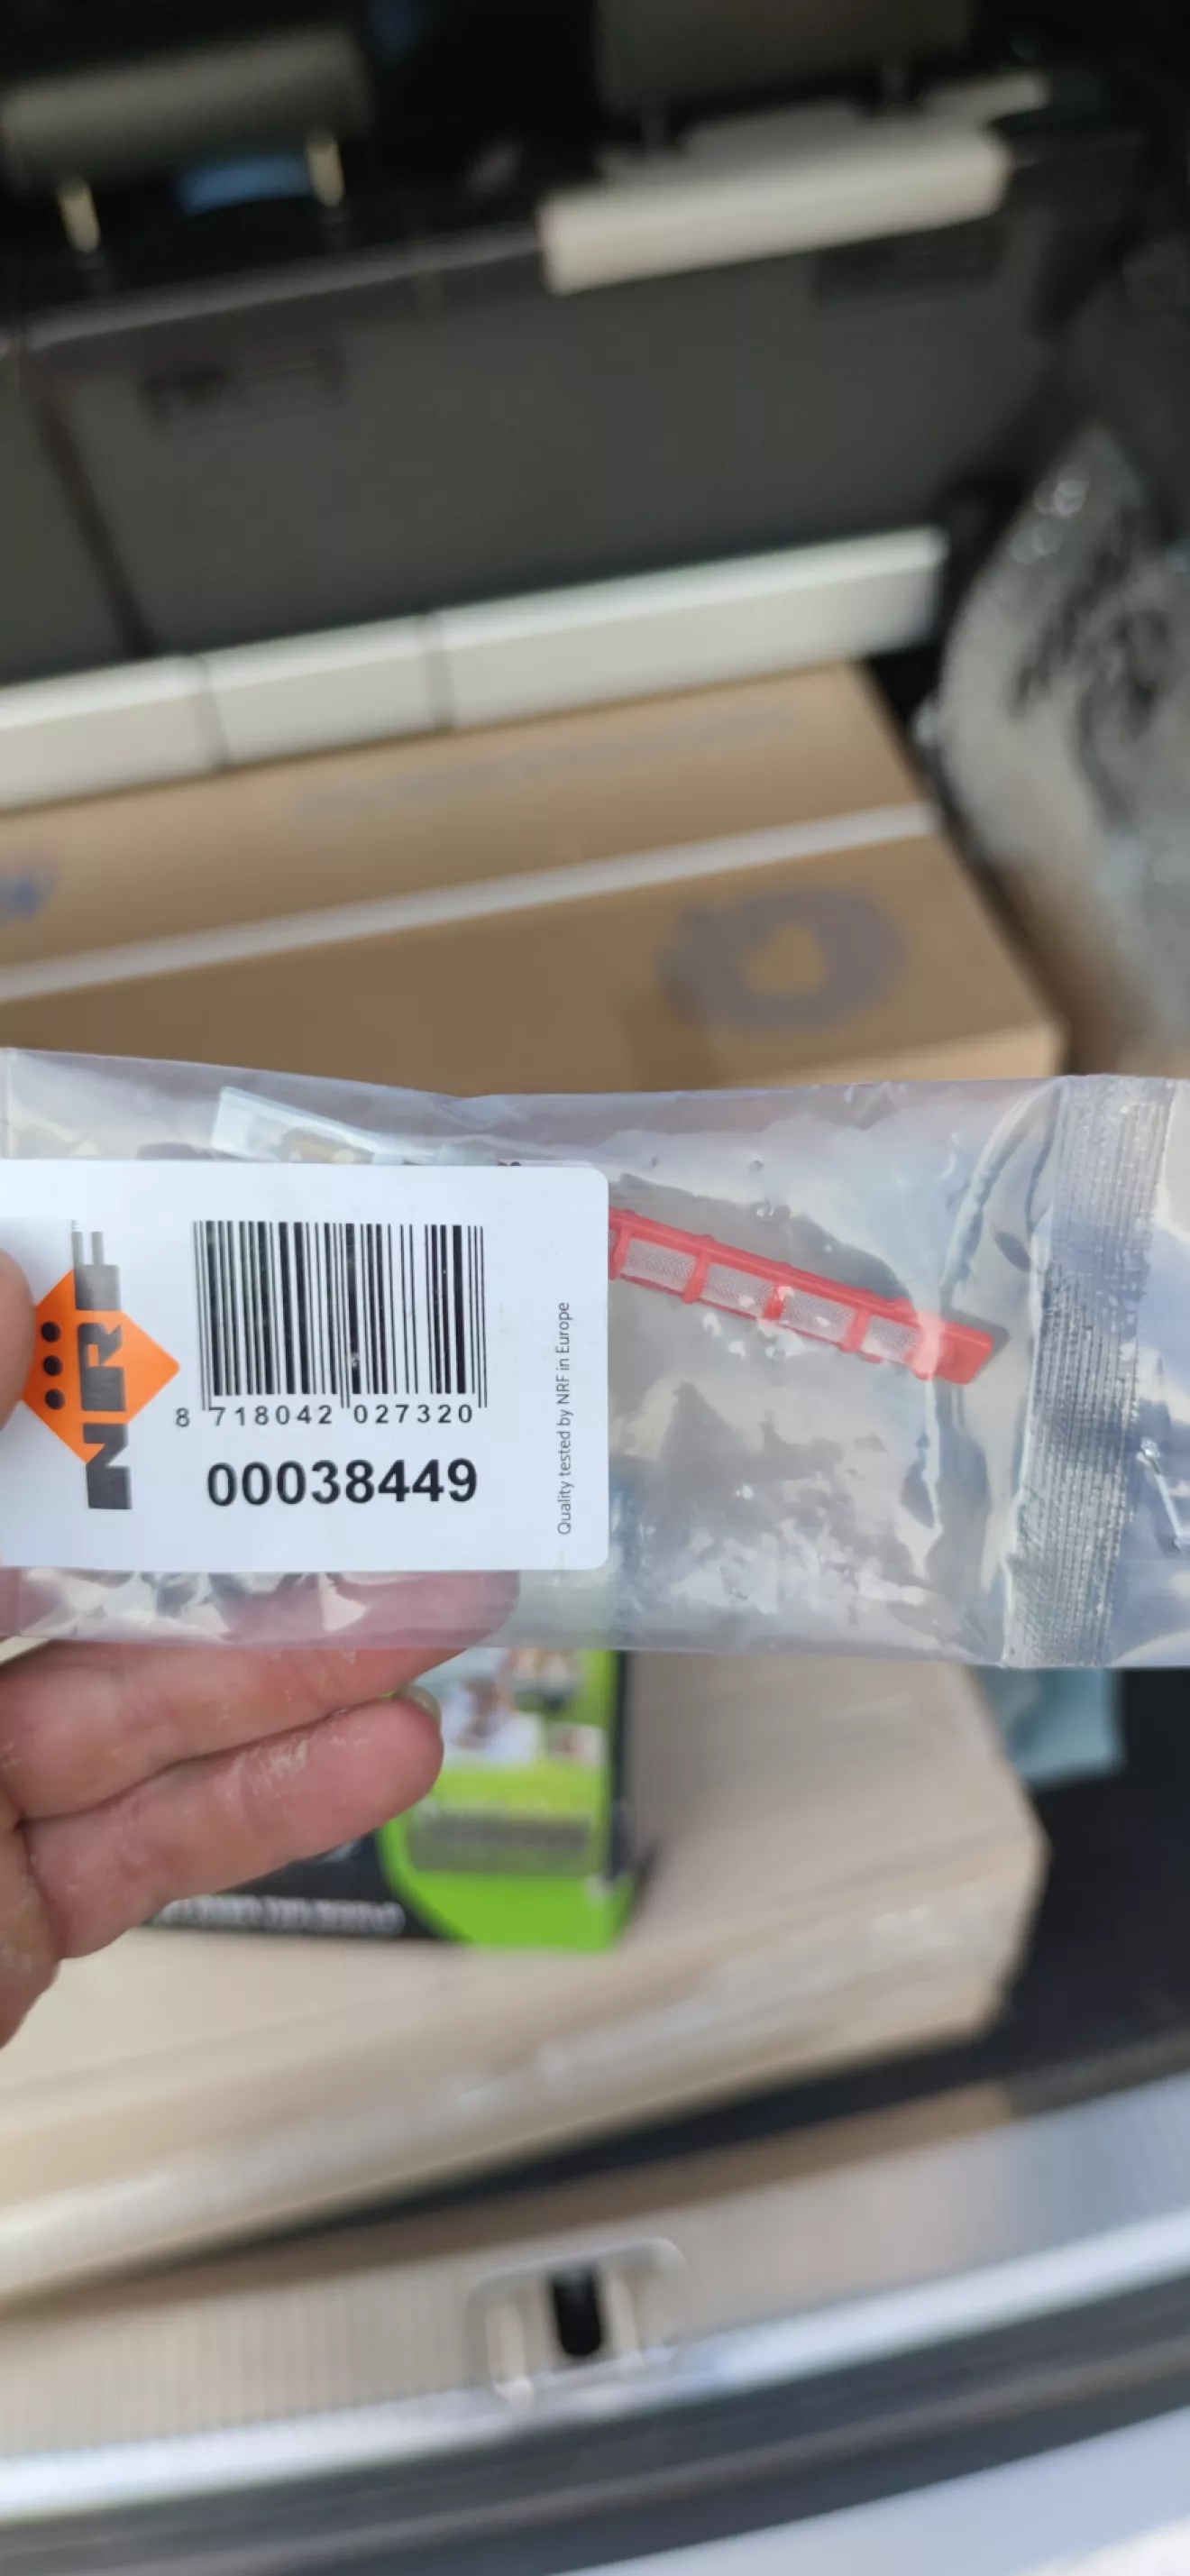 NRF
8 718042 027320
00038449
Quality tested by NRF in Europe